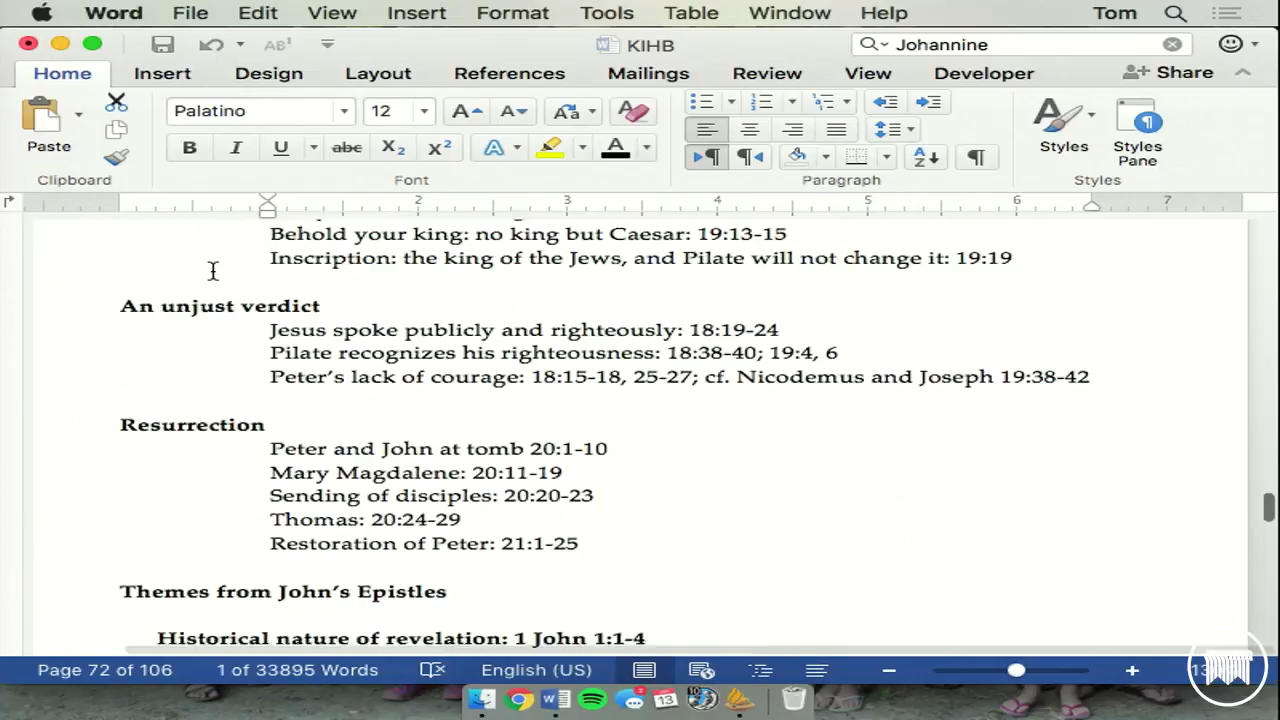 Word File Edit View Insert Format Tools Table Window Help Tom
KIHB
Johannine
Home Insert Design Layout References Mailings Review View Developer Share
Palatino 12
Paste
Styles Styles Pane
Clipboard Font Paragraph Styles
2 3 4 5 6 7
Behold your king: no king but Caesar: 19:13-15
Inscription: the king of the Jews, and Pilate will not change it: 19:19
An unjust verdict
Jesus spoke publicly and righteously: 18:19-24
Pilate recognizes his righteousness: 18:38-40; 19:4, 6
Peter’s lack of courage: 18:15-18, 25-27; cf. Nicodemus and Joseph 19:38-42
Resurrection
Peter and John at tomb 20:1-10
Mary Magdalene: 20:11-19
Sending of disciples: 20:20-23
Thomas: 20:24-29
Restoration of Peter: 21:1-25
Themes from John’s Epistles
Historical nature of revelation: 1 John 1:1-4
Page 72 of 106 1 of 33895 Words English (US)